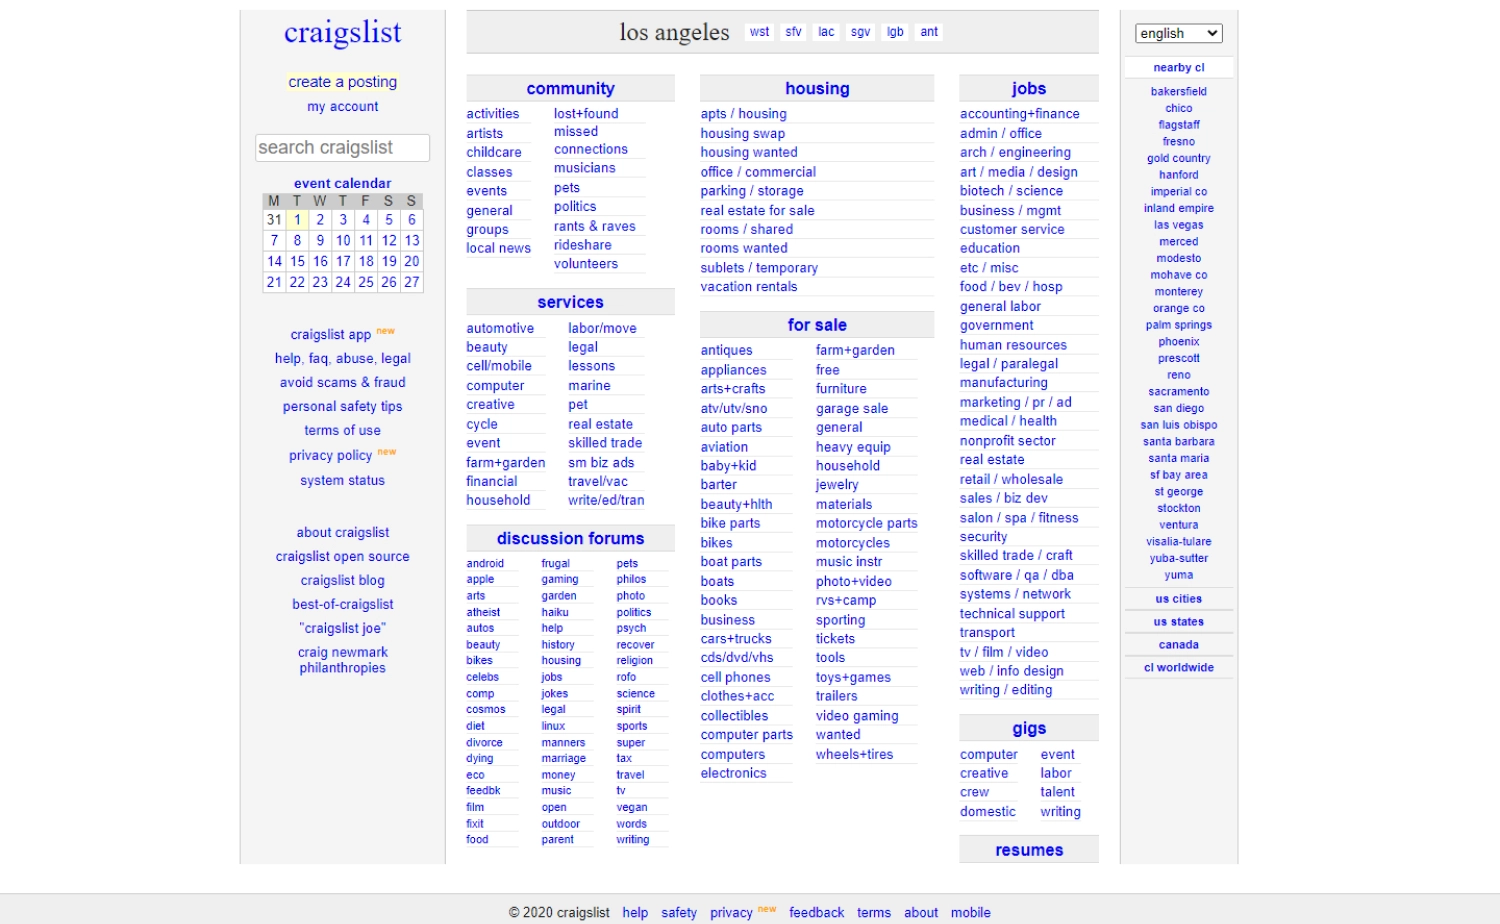 craigslist
create a posting
my account
search craigslist
event calendar
M T W T F S S
31 1 2 3 4 5 6
7 8 9 10 11 12 13
14 15 16 17 18 19 20
21 22 23 24 25 26 27
craigslist app new
help, faq, abuse, legal
avoid scams & fraud
personal safety tips
terms of use
privacy policy new
system status
about craigslist
craigslist open source
craigslist blog
best-of-craigslist
"craigslist joe"
craig newmark
philanthropies
los angeles wst sfv lac sgv lgb ant
community
activities
artists
childcare
classes
events
general
groups
local news
lost+found
missed
connections
musicians
pets
politics
rants & raves
rideshare
volunteers
services
automotive
beauty
cell/mobile
computer
creative
cycle
event
farm+garden
financial
household
labor/move
legal
lessons
marine
pet
real estate
skilled trade
sm biz ads
travel/vac
write/ed/tran
discussion forums
android
apple
arts
atheist
autos
beauty
bikes
celebs
comp
cosmos
diet
divorce
dying
eco
feedbk
film
fixit
food
frugal
gaming
garden
haiku
help
history
housing
jobs
jokes
legal
linux
manners
marriage
money
music
open
outdoor
parent
pets
philos
photo
politics
psych
recover
religion
rofo
science
spirit
sports
super
tax
travel
tv
vegan
words
writing
housing
apts / housing
housing swap
housing wanted
office / commercial
parking / storage
real estate for sale
rooms / shared
rooms wanted
sublets / temporary
vacation rentals
for sale
antiques
appliances
arts+crafts
atv/utv/sno
auto parts
aviation
baby+kid
barter
beauty+hlth
bike parts
bikes
boat parts
boats
books
business
cars+trucks
cds/dvd/vhs
cell phones
clothes+acc
collectibles
computer parts
computers
electronics
farm+garden
free
furniture
garage sale
general
heavy equip
household
jewelry
materials
motorcycle parts
motorcycles
music instr
photo+video
rvs+camp
sporting
tickets
tools
toys+games
trailers
video gaming
wanted
wheels+tires
jobs
accounting+finance
admin / office
arch / engineering
art / media / design
biotech / science
business / mgmt
customer service
education
etc / misc
food / bev / hosp
general labor
government
human resources
legal / paralegal
manufacturing
marketing / pr / ad
medical / health
nonprofit sector
real estate
retail / wholesale
sales / biz dev
salon / spa / fitness
security
skilled trade / craft
software / qa / dba
systems / network
technical support
transport
tv / film / video
web / info design
writing / editing
gigs
computer
creative
crew
domestic
event
labor
talent
writing
resumes
english
nearby cl
bakersfield
chico
flagstaff
fresno
gold country
hanford
imperial co
inland empire
las vegas
merced
modesto
mohave co
monterey
orange co
palm springs
phoenix
prescott
reno
sacramento
san diego
san luis obispo
santa barbara
santa maria
sf bay area
st george
stockton
ventura
visalia-tulare
yuba-sutter
yuma
us cities
us states
canada
cl worldwide
© 2020 craigslist help safety privacy new feedback terms about mobile